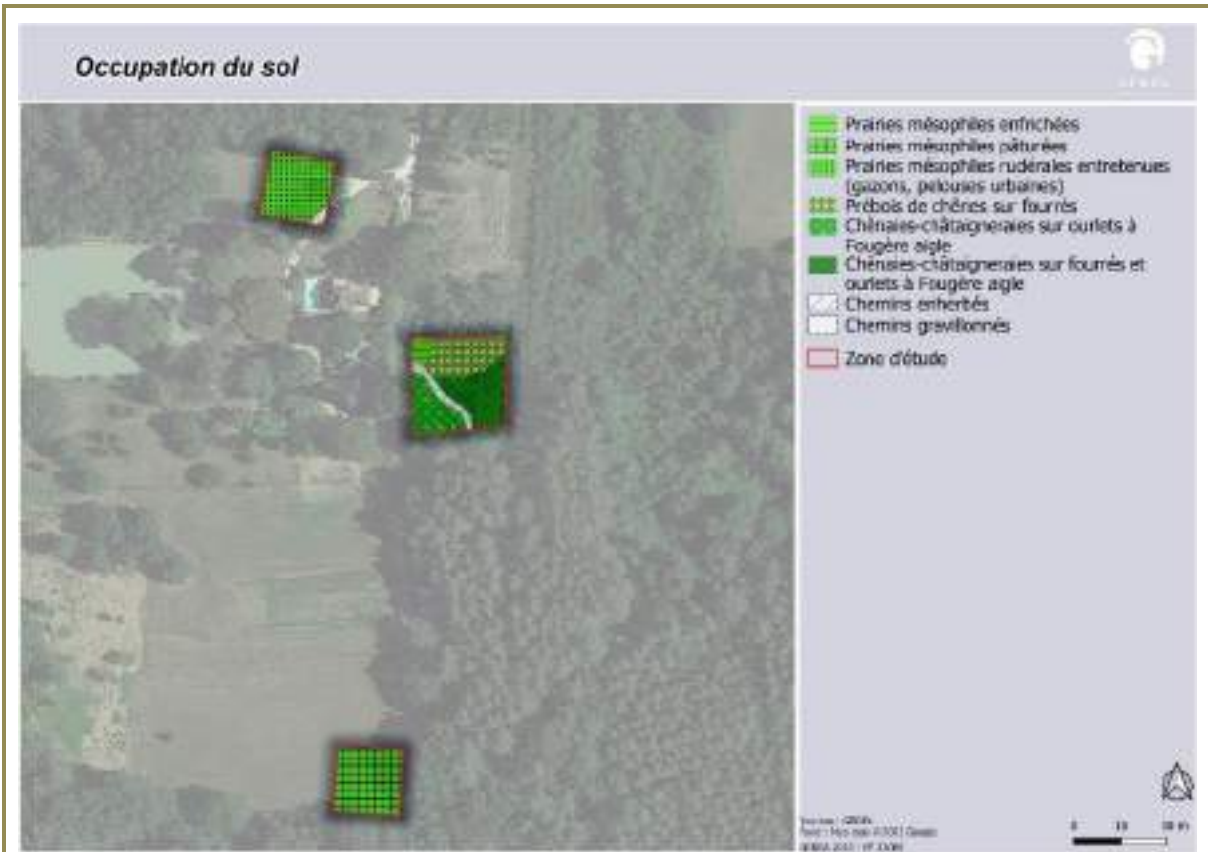 Occupation du sol
Prairies mésophiles enfrichées
Prairies mésophiles pâturées
Prairies mésophiles rudérales entretenues
(gazons, pelouses urbaines)
Prébois de chênes sur fourrés
Chênaies-châtaigneraies sur ourlets à
Fougère aigle
Chênaies-châtaigneraies sur fourrés et
ourlets à Fougère aigle
Chemins enherbés
Chemins gravillonnés
Zone d'étude
0
m